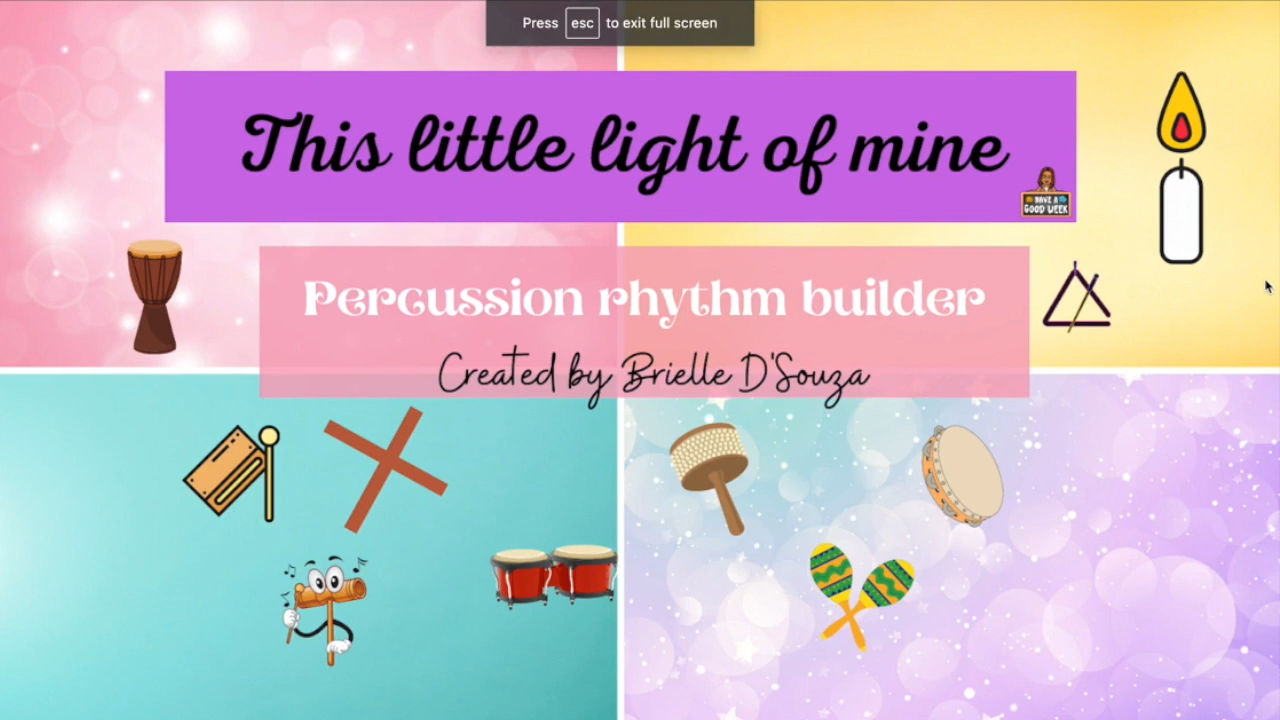 Press esc to exit full screen
This little light of mine
HAVE A
GOOD WEEK
Percussion rhythm builder
Created by Brielle D'Souza